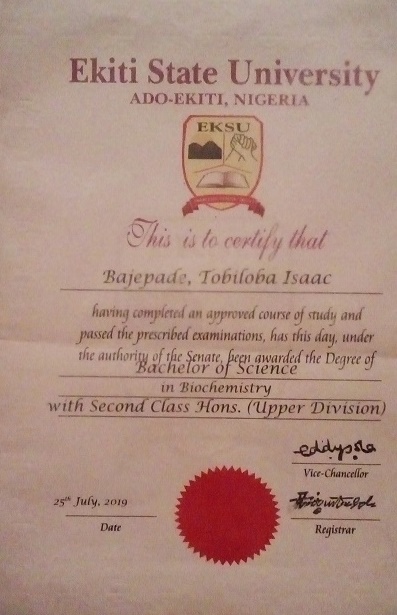 Ekiti State University
ADO-EKITI, NIGERIA
EKSU
This is to certify that
Bajepade, Tobiloba Isaac
having completed an approved course of study and
passed the prescribed examinations, has this day, under
the authority of the Senate, been awarded the Degree of
Bachelor of Science
in Biochemistry
with Second Class Hons. (Upper Division)
Vice-Chancellor
25th July, 2019
Date
Registrar